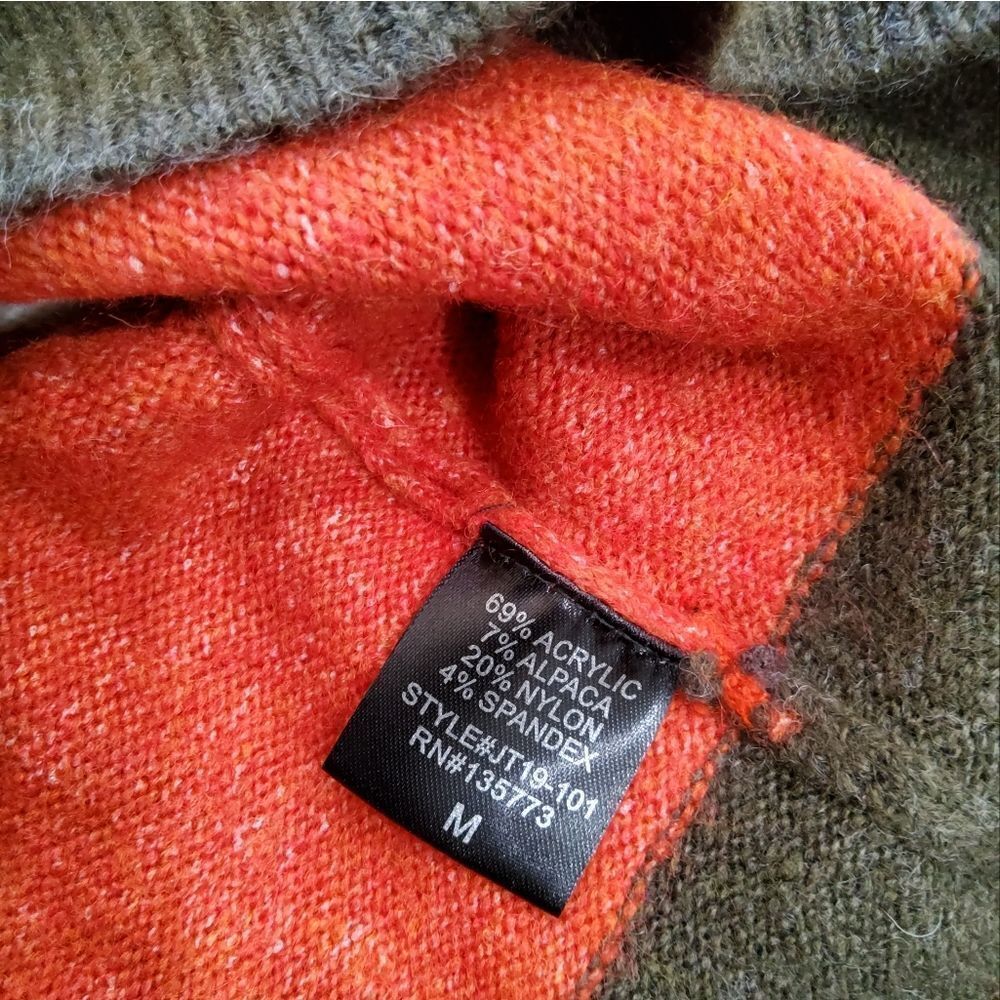 69% ACRYLIC
7% ALPACA
20% NYLON
4% SPANDEX
STYLE#JT19-101
RN#135773
M